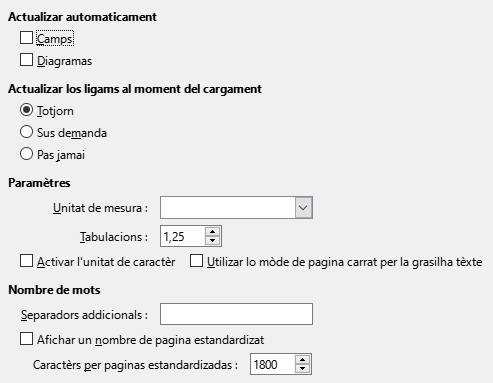 Actualizar automaticament
Camps
Diagramas
Actualizar los ligams al moment del cargament
Totjorn
Sus demanda
Pas jamai
Paramètres
Unitat de mesura :
Tabulacions : 1,25
Activar l'unitat de caractèr Utilizar lo mòde de pagina carrat per la grasilha tèxte
Nombre de mots
Separadors addicionals :
Afichar un nombre de pagina estandardizat
Caractèrs per paginas estandardizadas : 1800